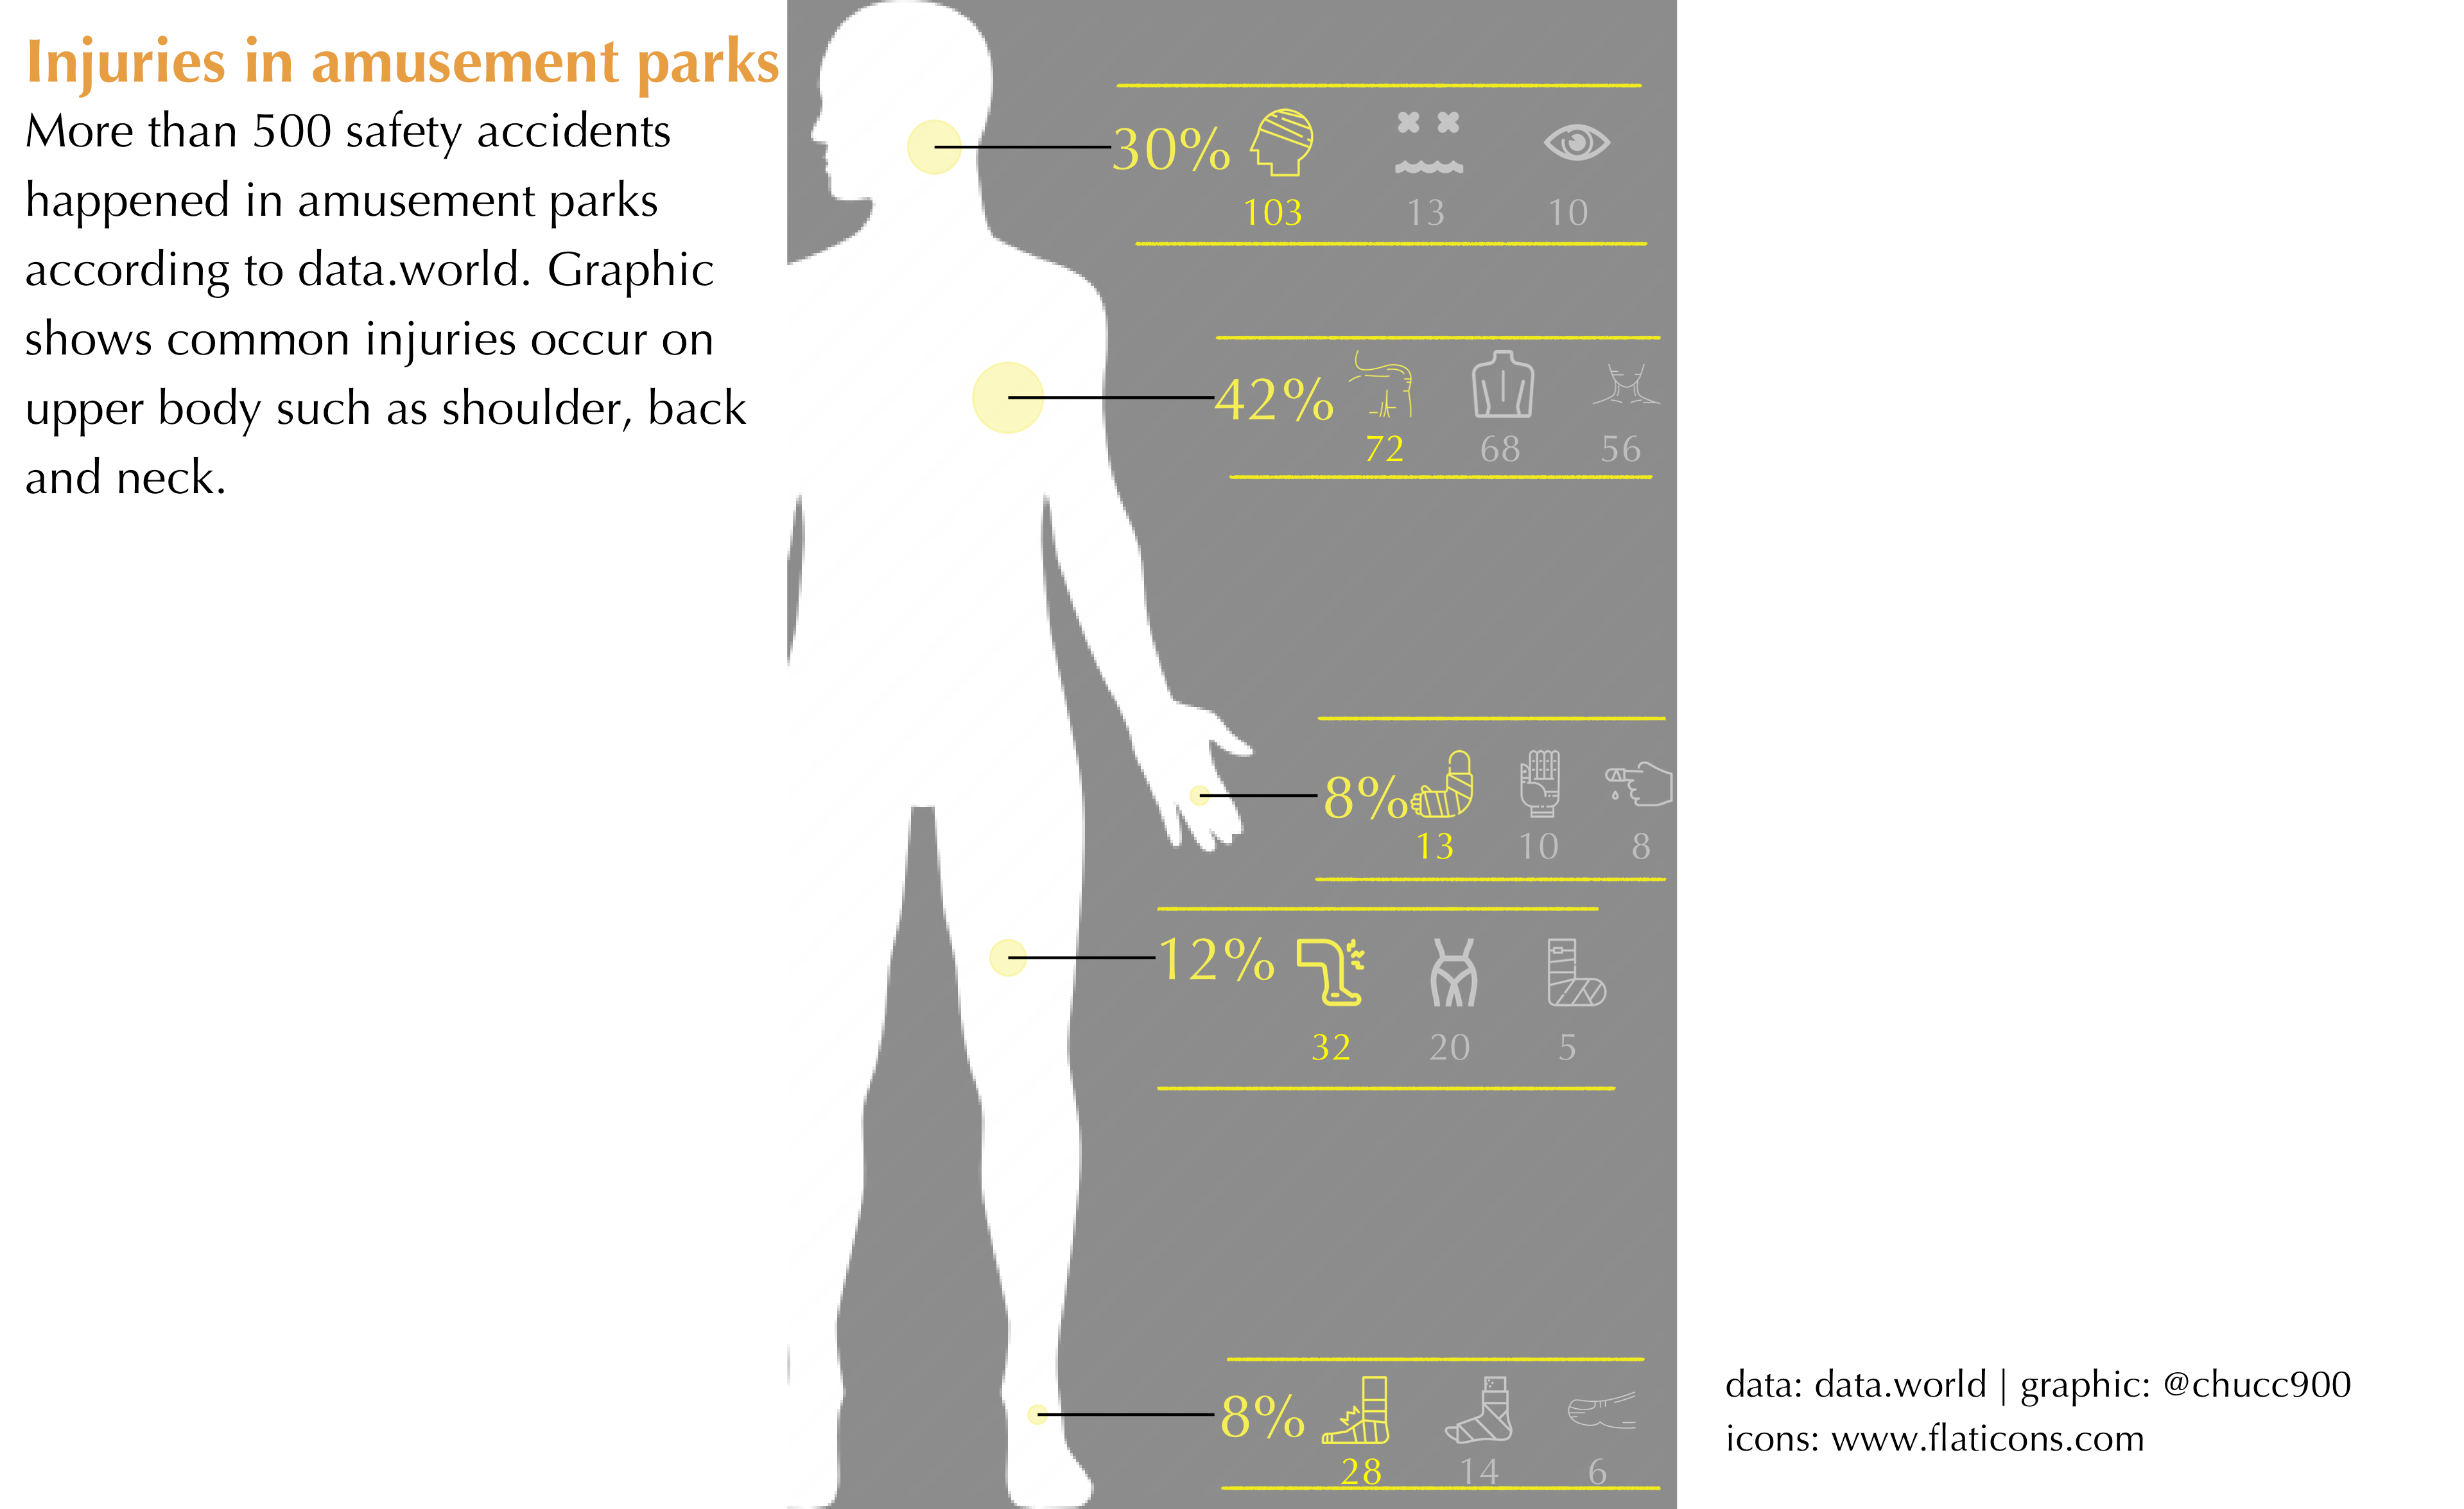 Injuries in amusement parks
More than 500 safety accidents
happened in amusement parks
according to data.world. Graphic
shows common injuries occur on
upper body such as shoulder, back
and neck.
30%
103 13 10
42%
72 68 56
8%
13 10 8
12%
32 20 5
8%
28 14 6
data: data.world | graphic: @chucc900
icons: www.flaticons.com